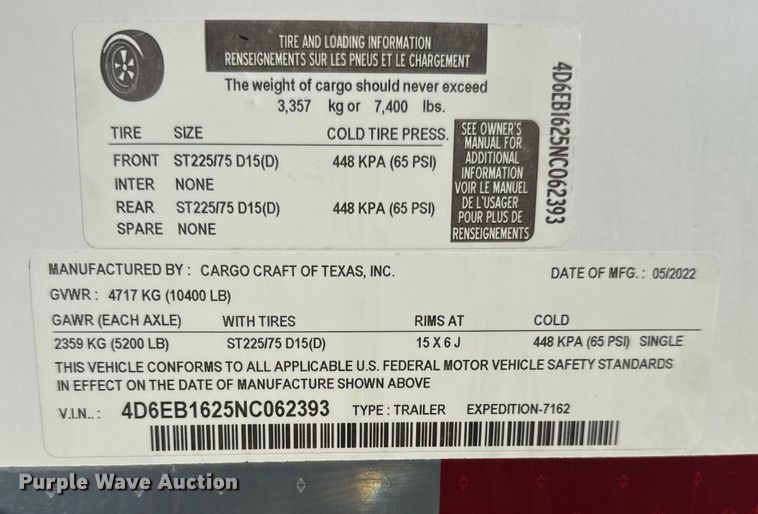 TIRE AND LOADING INFORMATION
RENSEIGNEMENTS SUR LES PNEUS ET LE CHARGEMENT
The weight of cargo should never exceed
3,357 kg or 7,400 lbs.
TIRE SIZE COLD TIRE PRESS.
FRONT ST225/75 D15(D) 448 KPA (65 PSI)
INTER NONE
REAR ST225/75 D15(D) 448 KPA (65 PSI)
SPARE NONE
SEE OWNER'S
MANUAL FOR
ADDITIONAL
INFORMATION
VOIR LE MANUEL
DE L'USAGER
POUR PLUS DE
RENSEIGNEMENTS
4D6EB1625NC062393
MANUFACTURED BY : CARGO CRAFT OF TEXAS, INC. DATE OF MFG. : 05/2022
GVWR : 4717 KG (10400 LB)
GAWR (EACH AXLE) WITH TIRES RIMS AT COLD
2359 KG (5200 LB) ST225/75 D15(D) 15 X 6 J 448 KPA (65 PSI) SINGLE
THIS VEHICLE CONFORMS TO ALL APPLICABLE U.S. FEDERAL MOTOR VEHICLE SAFETY STANDARDS
IN EFFECT ON THE DATE OF MANUFACTURE SHOWN ABOVE
V.I.N.. : 4D6EB1625NC062393 TYPE : TRAILER EXPEDITION-7162
Purple Wave Auction